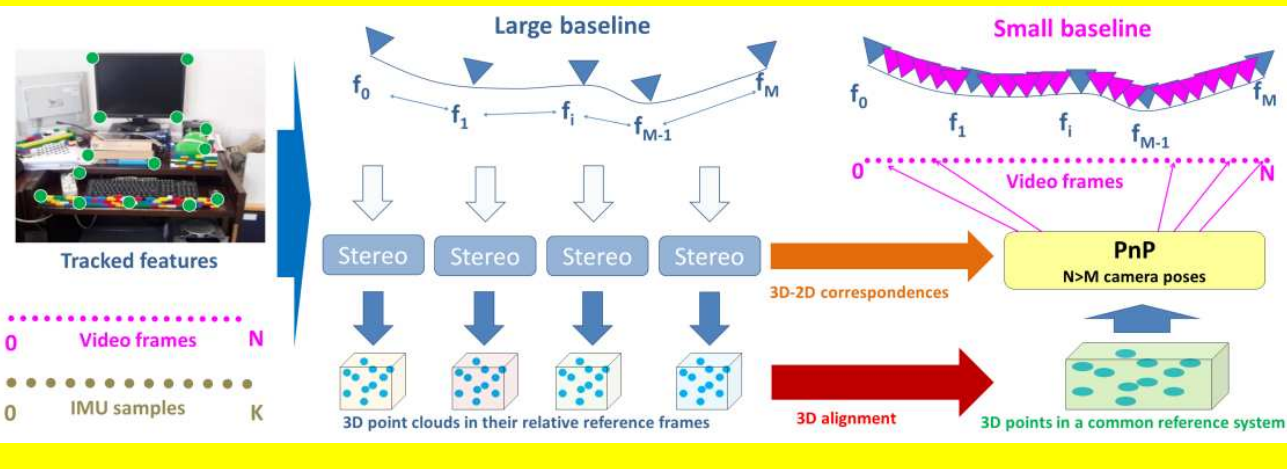 Large baseline
Small baseline
f0
f1
fi
fM-1
fM
f0
f1
fi
fM-1
fM
0
Video frames
N
Tracked features
Stereo
Stereo
Stereo
Stereo
3D-2D correspondences
PnP
N>M camera poses
0
Video frames
N
0
IMU samples
K
3D point clouds in their relative reference frames
3D alignment
3D points in a common reference system